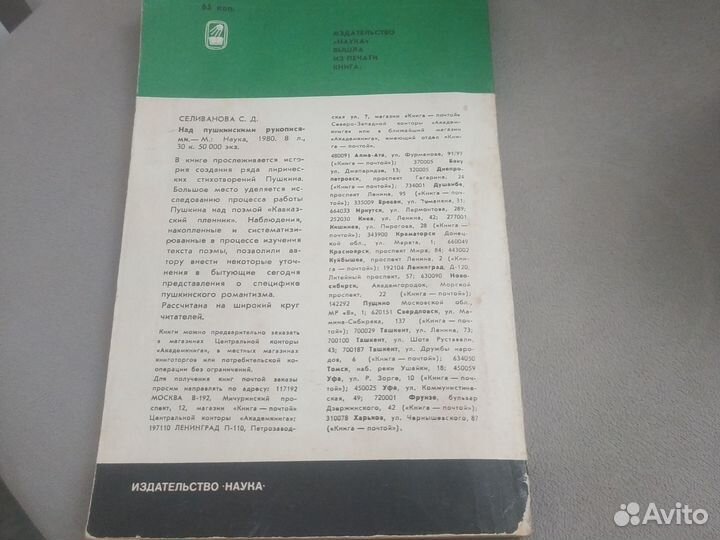 65 коп.
ИЗДАТЕЛЬСТВО
«НАУКА»
ВЫШЛА
ИЗ ПЕЧАТИ
КНИГА:
СЕЛИВАНОВА С. Д.
Над пушкинскими рукопися-
ми.— М.: Наука, 1980. 8 л.,
30 к. 50 000 экз.
В книге прослеживается исто-
рия создания ряда лириче-
ских стихотворений Пушкина.
Большое место уделяется ис-
следованию процесса работы
Пушкина над поэмой «Кавказ-
ский пленник». Наблюдения,
накопленные и систематизи-
рованные в процессе изучения
текста поэмы, позволили ав-
тору внести некоторые уточ-
нения в бытующие сегодня
представления о специфике
пушкинского романтизма.
Рассчитана на широкий круг
читателей.
Книги можно предварительно заказать
в магазинах Центральной конторы
«Академкнига», в местных магазинах
книготоргов или потребительской ко-
операции без ограничений.
Для получения книг почтой заказы
просим направлять по адресу: 117192
МОСКВА В-192, Мичуринский про-
спект, 12, магазин «Книга — почтой»
Центральной конторы «Академкнига»;
197110 ЛЕНИНГРАД П-110, Петрозавод-
ская ул. 7, магазин «Книга — почтой»
Северо-Западной конторы «Академ-
книга» или в ближайший магазин
«Академкнига», имеющий отдел «Кни-
га — почтой»:
480091 Алма-Ата, ул. Фурманова, 91/97
(«Книга — почтой»); 370005 Баку
ул. Джапаридзе, 13; 320005 Днепро-
петровск, проспект Гагарина, 24
(«Книга — почтой»); 734001 Душанбе,
проспект Ленина, 95 («Книга — поч-
той»); 335009 Ереван, ул. Туманяна, 31;
664033 Иркутск, ул. Лермонтова, 289;
252030 Киев, ул. Ленина, 42; 277001
Кишинев, ул. Пирогова, 28 («Книга —
почтой»); 343900 Краматорск Донец-
кой обл., ул. Марата, 1; 660049
Красноярск, проспект Мира, 84; 443002
Куйбышев, проспект Ленина, 2 («Кни-
га — почтой»); 192104 Ленинград, Д-120,
Литейный проспект, 57; 630090 Ново-
сибирск, Академгородок, Морской
проспект, 22 («Книга — почтой»);
142292 Пущино Московской обл.,
МР «В», 1; 620151 Свердловск, ул. Ма-
мина-Сибиряка, 137 («Книга — поч-
той»); 700029 Ташкент, ул. Ленина, 73;
700100 Ташкент, ул. Шота Руставели,
43; 700187 Ташкент, ул. Дружбы наро-
дов, 6 («Книга — почтой»); 634050
Томск, наб. реки Ушайки, 18; 450059
Уфа, ул. Р. Зорге, 10 («Книга — поч-
той»); 450025 Уфа, ул. Коммунистиче-
ская, 49; 720001 Фрунзе, бульвар
Дзержинского, 42 («Книга — почтой»);
310078 Харьков, ул. Чернышевского, 87
(«Книга — почтой»).
ИЗДАТЕЛЬСТВО «НАУКА»
Avito